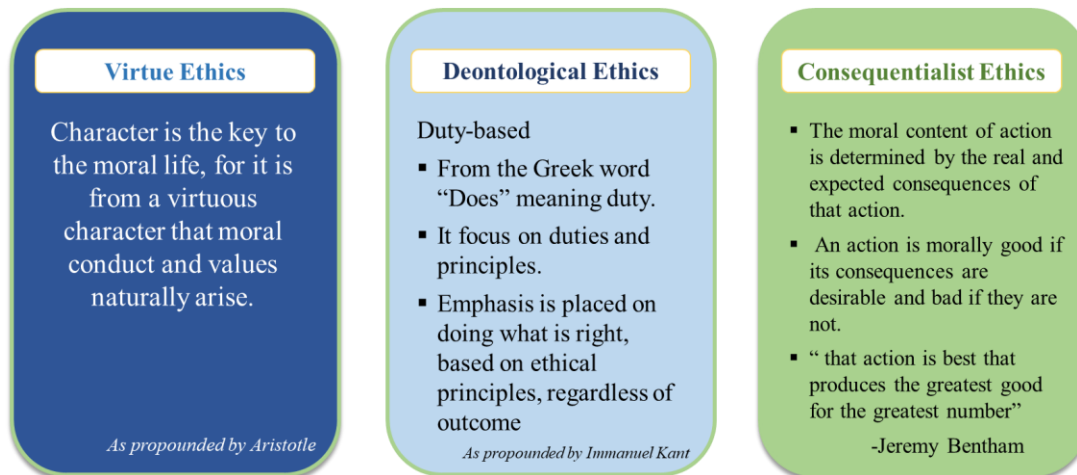 Virtue Ethics
Character is the key to
the moral life, for it is
from a virtuous
character that moral
conduct and values
naturally arise.
As propounded by Aristotle
Deontological Ethics
Duty-based
▪ From the Greek word
“Does” meaning duty.
▪ It focus on duties and
principles.
▪ Emphasis is placed on
doing what is right,
based on ethical
principles, regardless of
outcome
As propounded by Immanuel Kant
Consequentialist Ethics
▪ The moral content of action
is determined by the real and
expected consequences of
that action.
▪ An action is morally good if
its consequences are
desirable and bad if they are
not.
▪ “ that action is best that
produces the greatest good
for the greatest number”
-Jeremy Bentham